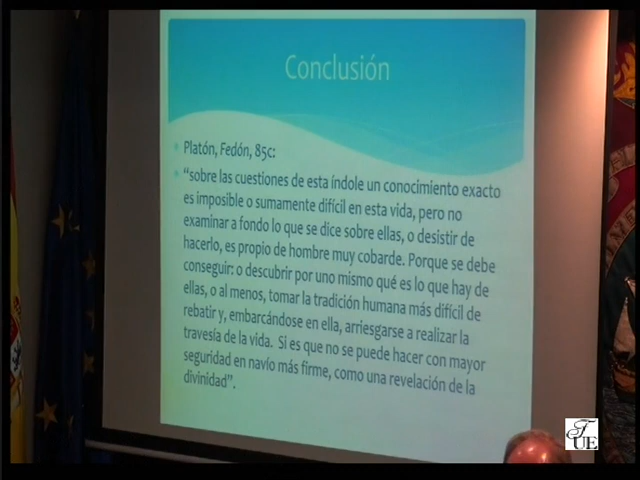 Conclusión
Platón, Fedón, 85c:
“sobre las cuestiones de esta índole un conocimiento exacto
es imposible o sumamente difícil en esta vida, pero no
examinar a fondo lo que se dice sobre ellas, o desistir de
hacerlo, es propio de hombre muy cobarde. Porque se debe
conseguir: o descubrir por uno mismo qué es lo que hay de
ellas, o al menos, tomar la tradición humana más difícil de
rebatir y, embarcándose en ella, arriesgarse a realizar la
travesía de la vida. Si es que no se puede hacer con mayor
seguridad en navío más firme, como una revelación de la
divinidad”.
UE